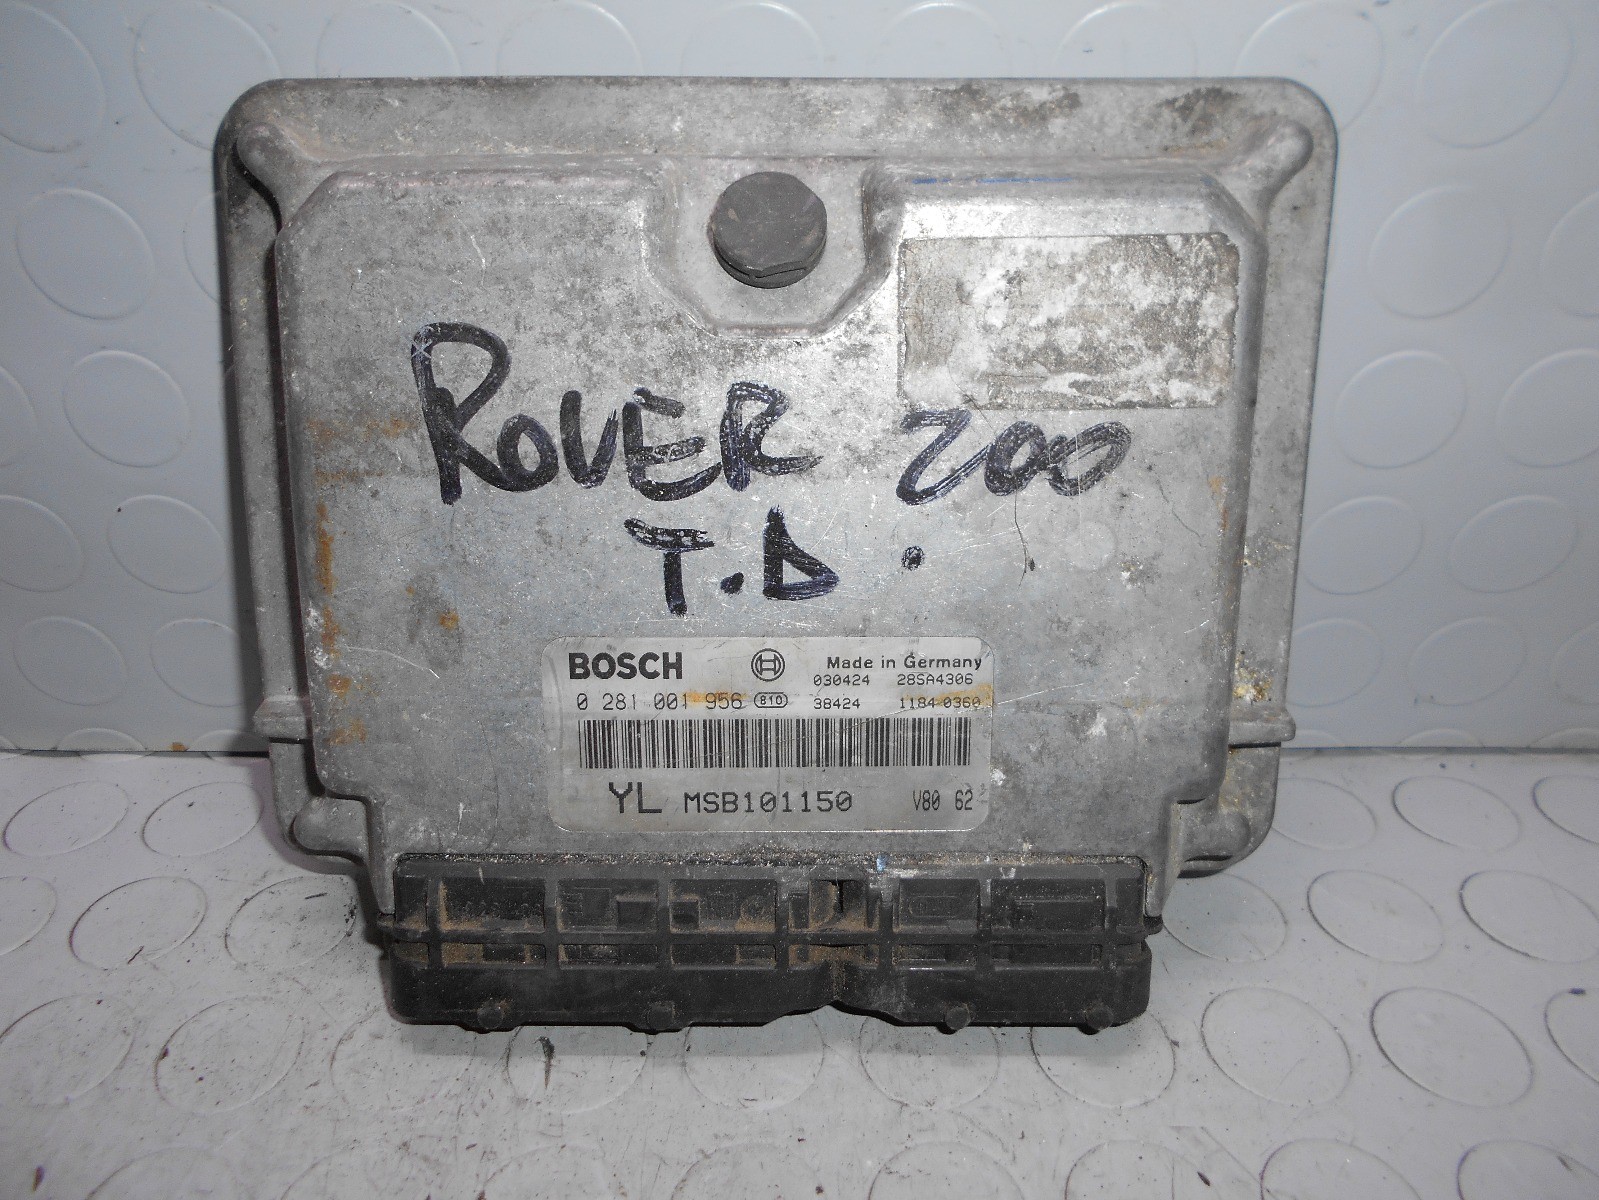 ROVER 200
T.D.
BOSCH Made in Germany
030424 28SA4306
0 281 001 956 810 38424 1184 0360
YL MSB101150 V80 62